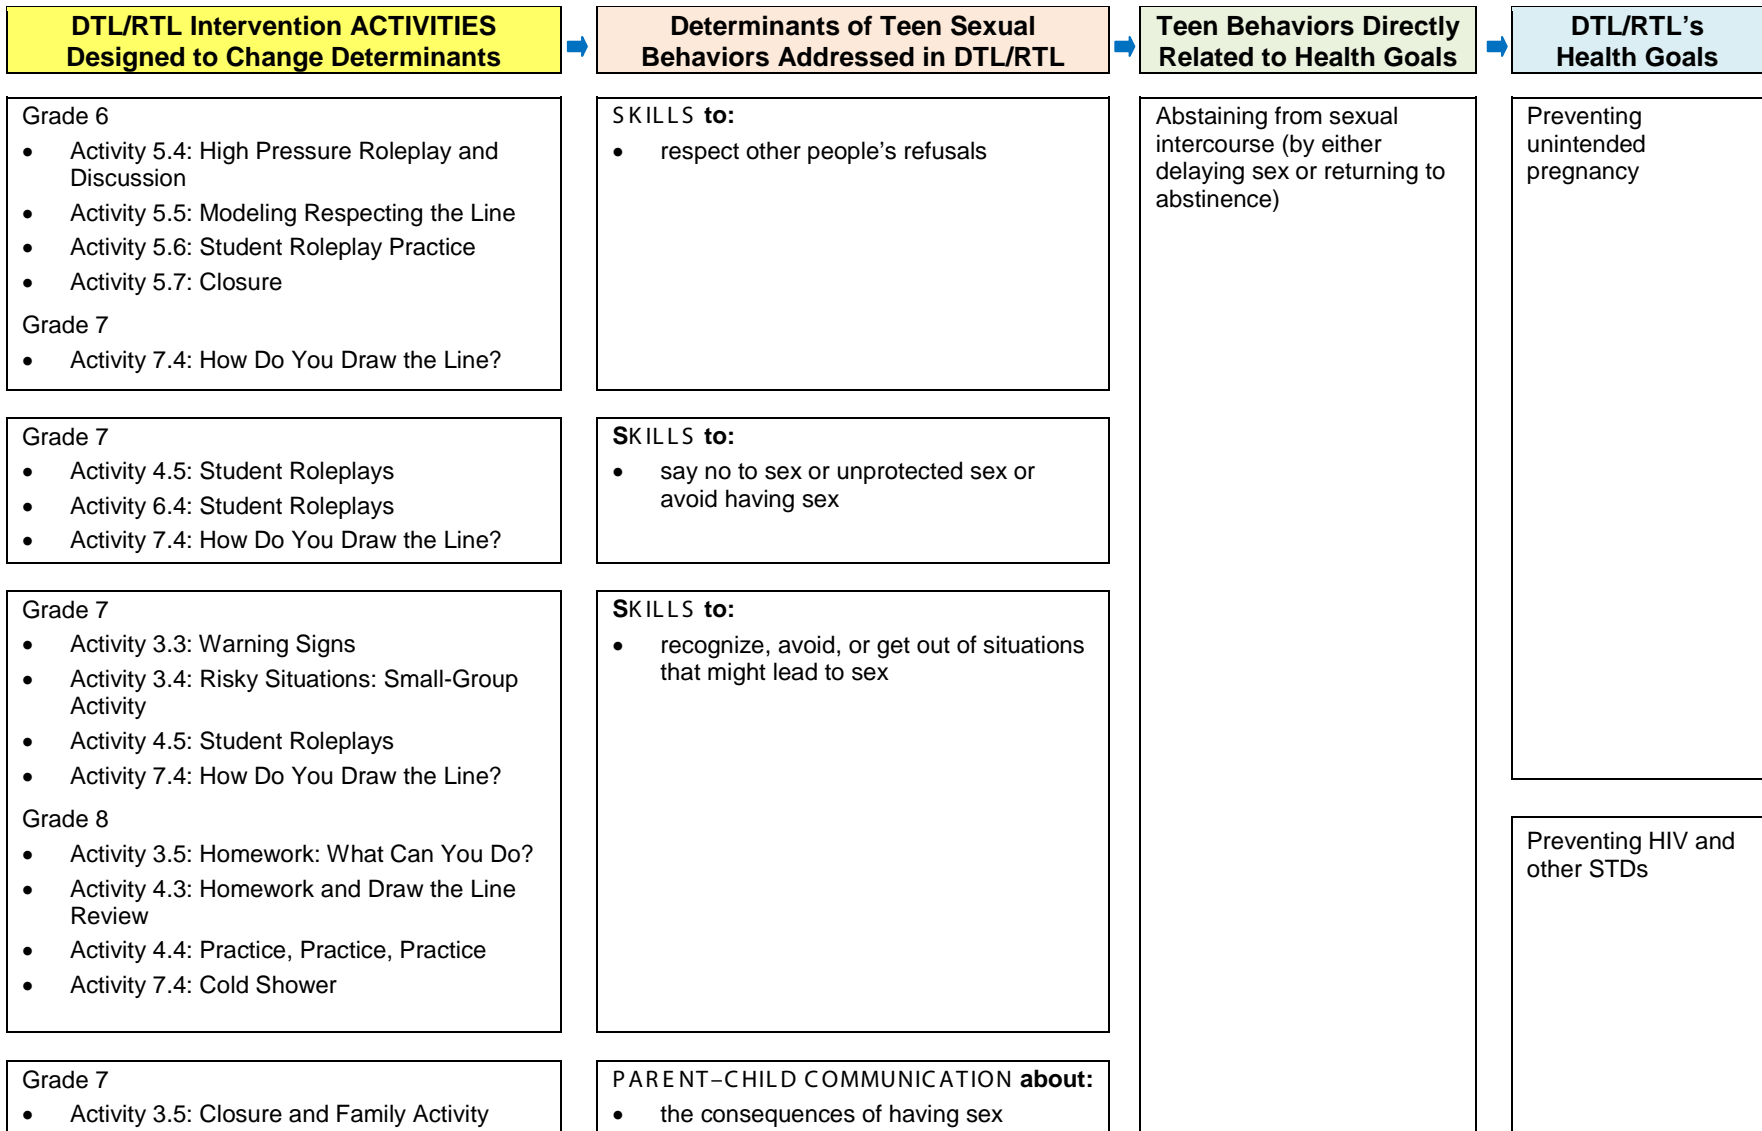 DTL/RTL Intervention ACTIVITIES
Designed to Change Determinants
Determinants of Teen Sexual
Behaviors Addressed in DTL/RTL
Teen Behaviors Directly
Related to Health Goals
DTL/RTL's
Health Goals
Grade 6
• Activity 5.4: High Pressure Roleplay and
Discussion
• Activity 5.5: Modeling Respecting the Line
• Activity 5.6: Student Roleplay Practice
• Activity 5.7: Closure
Grade 7
• Activity 7.4: How Do You Draw the Line?
SKILLS to:
• respect other people's refusals
Abstaining from sexual
intercourse (by either
delaying sex or returning to
abstinence)
Preventing
unintended
pregnancy
Grade 7
• Activity 4.5: Student Roleplays
• Activity 6.4: Student Roleplays
• Activity 7.4: How Do You Draw the Line?
SKILLS to:
• say no to sex or unprotected sex or
avoid having sex
Grade 7
• Activity 3.3: Warning Signs
• Activity 3.4: Risky Situations: Small-Group
Activity
• Activity 4.5: Student Roleplays
• Activity 7.4: How Do You Draw the Line?
Grade 8
• Activity 3.5: Homework: What Can You Do?
• Activity 4.3: Homework and Draw the Line
Review
• Activity 4.4: Practice, Practice, Practice
• Activity 7.4: Cold Shower
SKILLS to:
• recognize, avoid, or get out of situations
that might lead to sex
Preventing HIV and
other STDs
Grade 7
• Activity 3.5: Closure and Family Activity
PARENT–CHILD COMMUNICATION about:
• the consequences of having sex